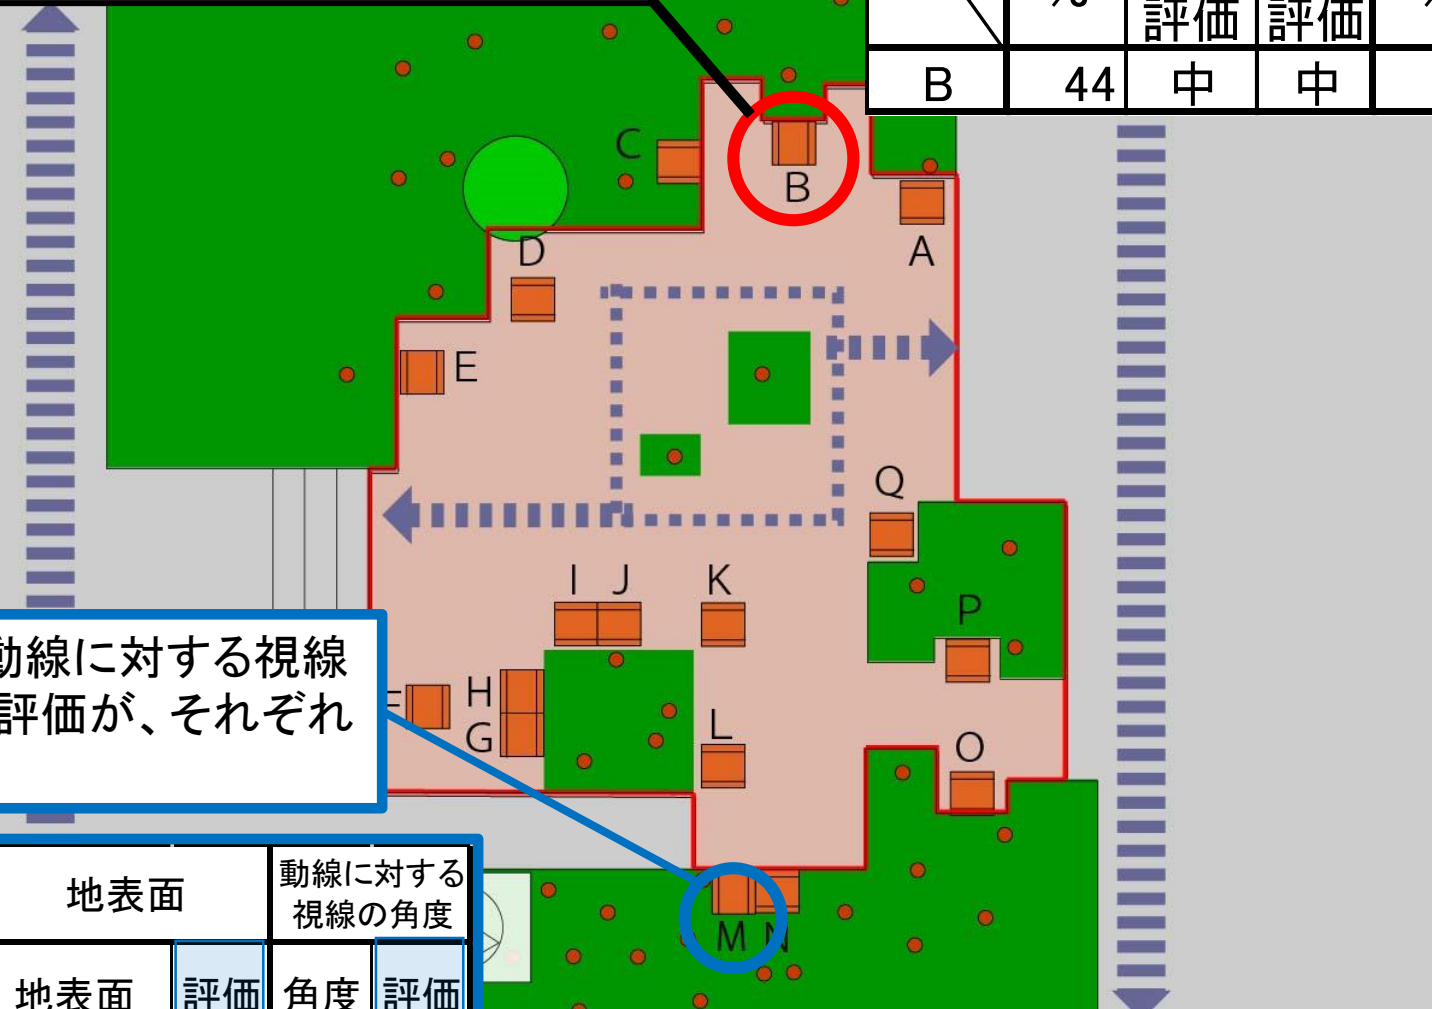 %
評価 評価
B 44 中 中
C
B
A
D
E
Q
I J K
P
動線に対する視線
評価が、それぞれ
H
G
L
O
M N
地表面 動線に対する
視線の角度
地表面 評価 角度 評価